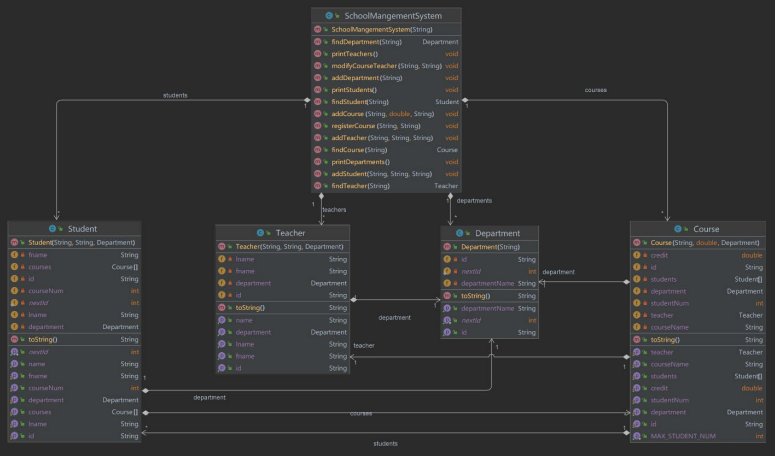 SchoolMangementSystem
SchoolMangementSystem(String)
findDepartment(String) Department
printTeachers() void
modifyCourseTeacher(String, String) void
addDepartment(String) void
printStudents() void
findStudent(String) Student
addCourse(String, double, String) void
registerCourse(String, String) void
addTeacher(String, String, String) void
findCourse(String) Course
printDepartments() void
addStudent(String, String, String) void
findTeacher(String) Teacher
students
courses
1
1
1
1
teachers
departments
*
*
*
*
Student
Student(String, String, Department)
fname String
courses Course[]
id String
courseNum int
nextId int
lname String
department Department
toString() String
nextId int
name String
fname String
courseNum int
department Department
courses Course[]
lname String
id String
Teacher
Teacher(String, String, Department)
lname String
fname String
department Department
id String
toString() String
name String
department Department
lname String
fname String
id String
Department
Department(String)
id String
nextId int
departmentName String
toString() String
departmentName String
nextId int
id String
Course
Course(String, double, Department)
credit double
id String
students Student[]
department Department
studentNum int
teacher Teacher
courseName String
toString() String
teacher Teacher
courseName String
students Student[]
credit double
studentNum int
department Department
id String
MAX_STUDENT_NUM int
department
1
1
department
1
1
teacher
1
1
department
1
1
courses
1
*
students
*
1